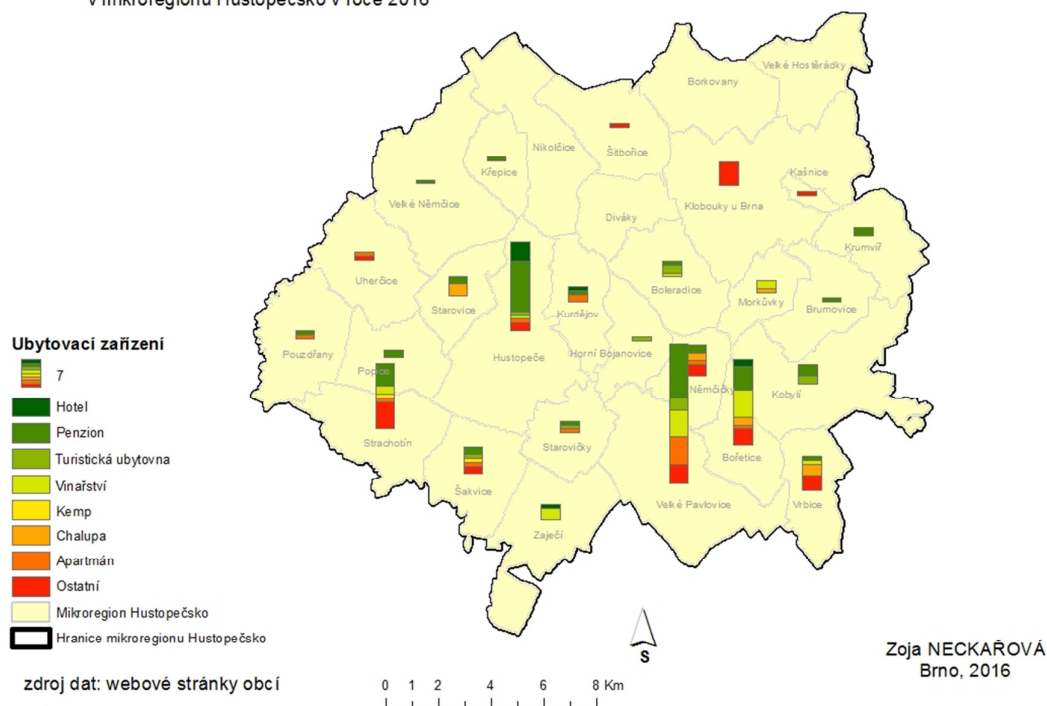 v mikroregionu Hustopečsko v roce 2016
Velké Hostěrádky
Borkovany
Nikolčice
Šitbořice
Křepice
Kašnice
Velké Němčice
Klobouky u Brna
Diváky
Krumvíř
Uherčice
Boleradice
Starovice
Morkůvky
Brumovice
Kurdějov
Pouzdřany
Hustopeče
Horní Bojanovice
Popice
Němčičky
Kobylí
Strachotín
Starovičky
Bořetice
Šakvice
Velké Pavlovice
Vrbice
Zaječí
Ubytovací zařízení
7
Hotel
Penzion
Turistická ubytovna
Vinařství
Kemp
Chalupa
Apartmán
Ostatní
Mikroregion Hustopečsko
Hranice mikroregionu Hustopečsko
S
zdroj dat: webové stránky obcí
0 1 2 4 6 8 Km
Zoja NECKAŘOVÁ
Brno, 2016